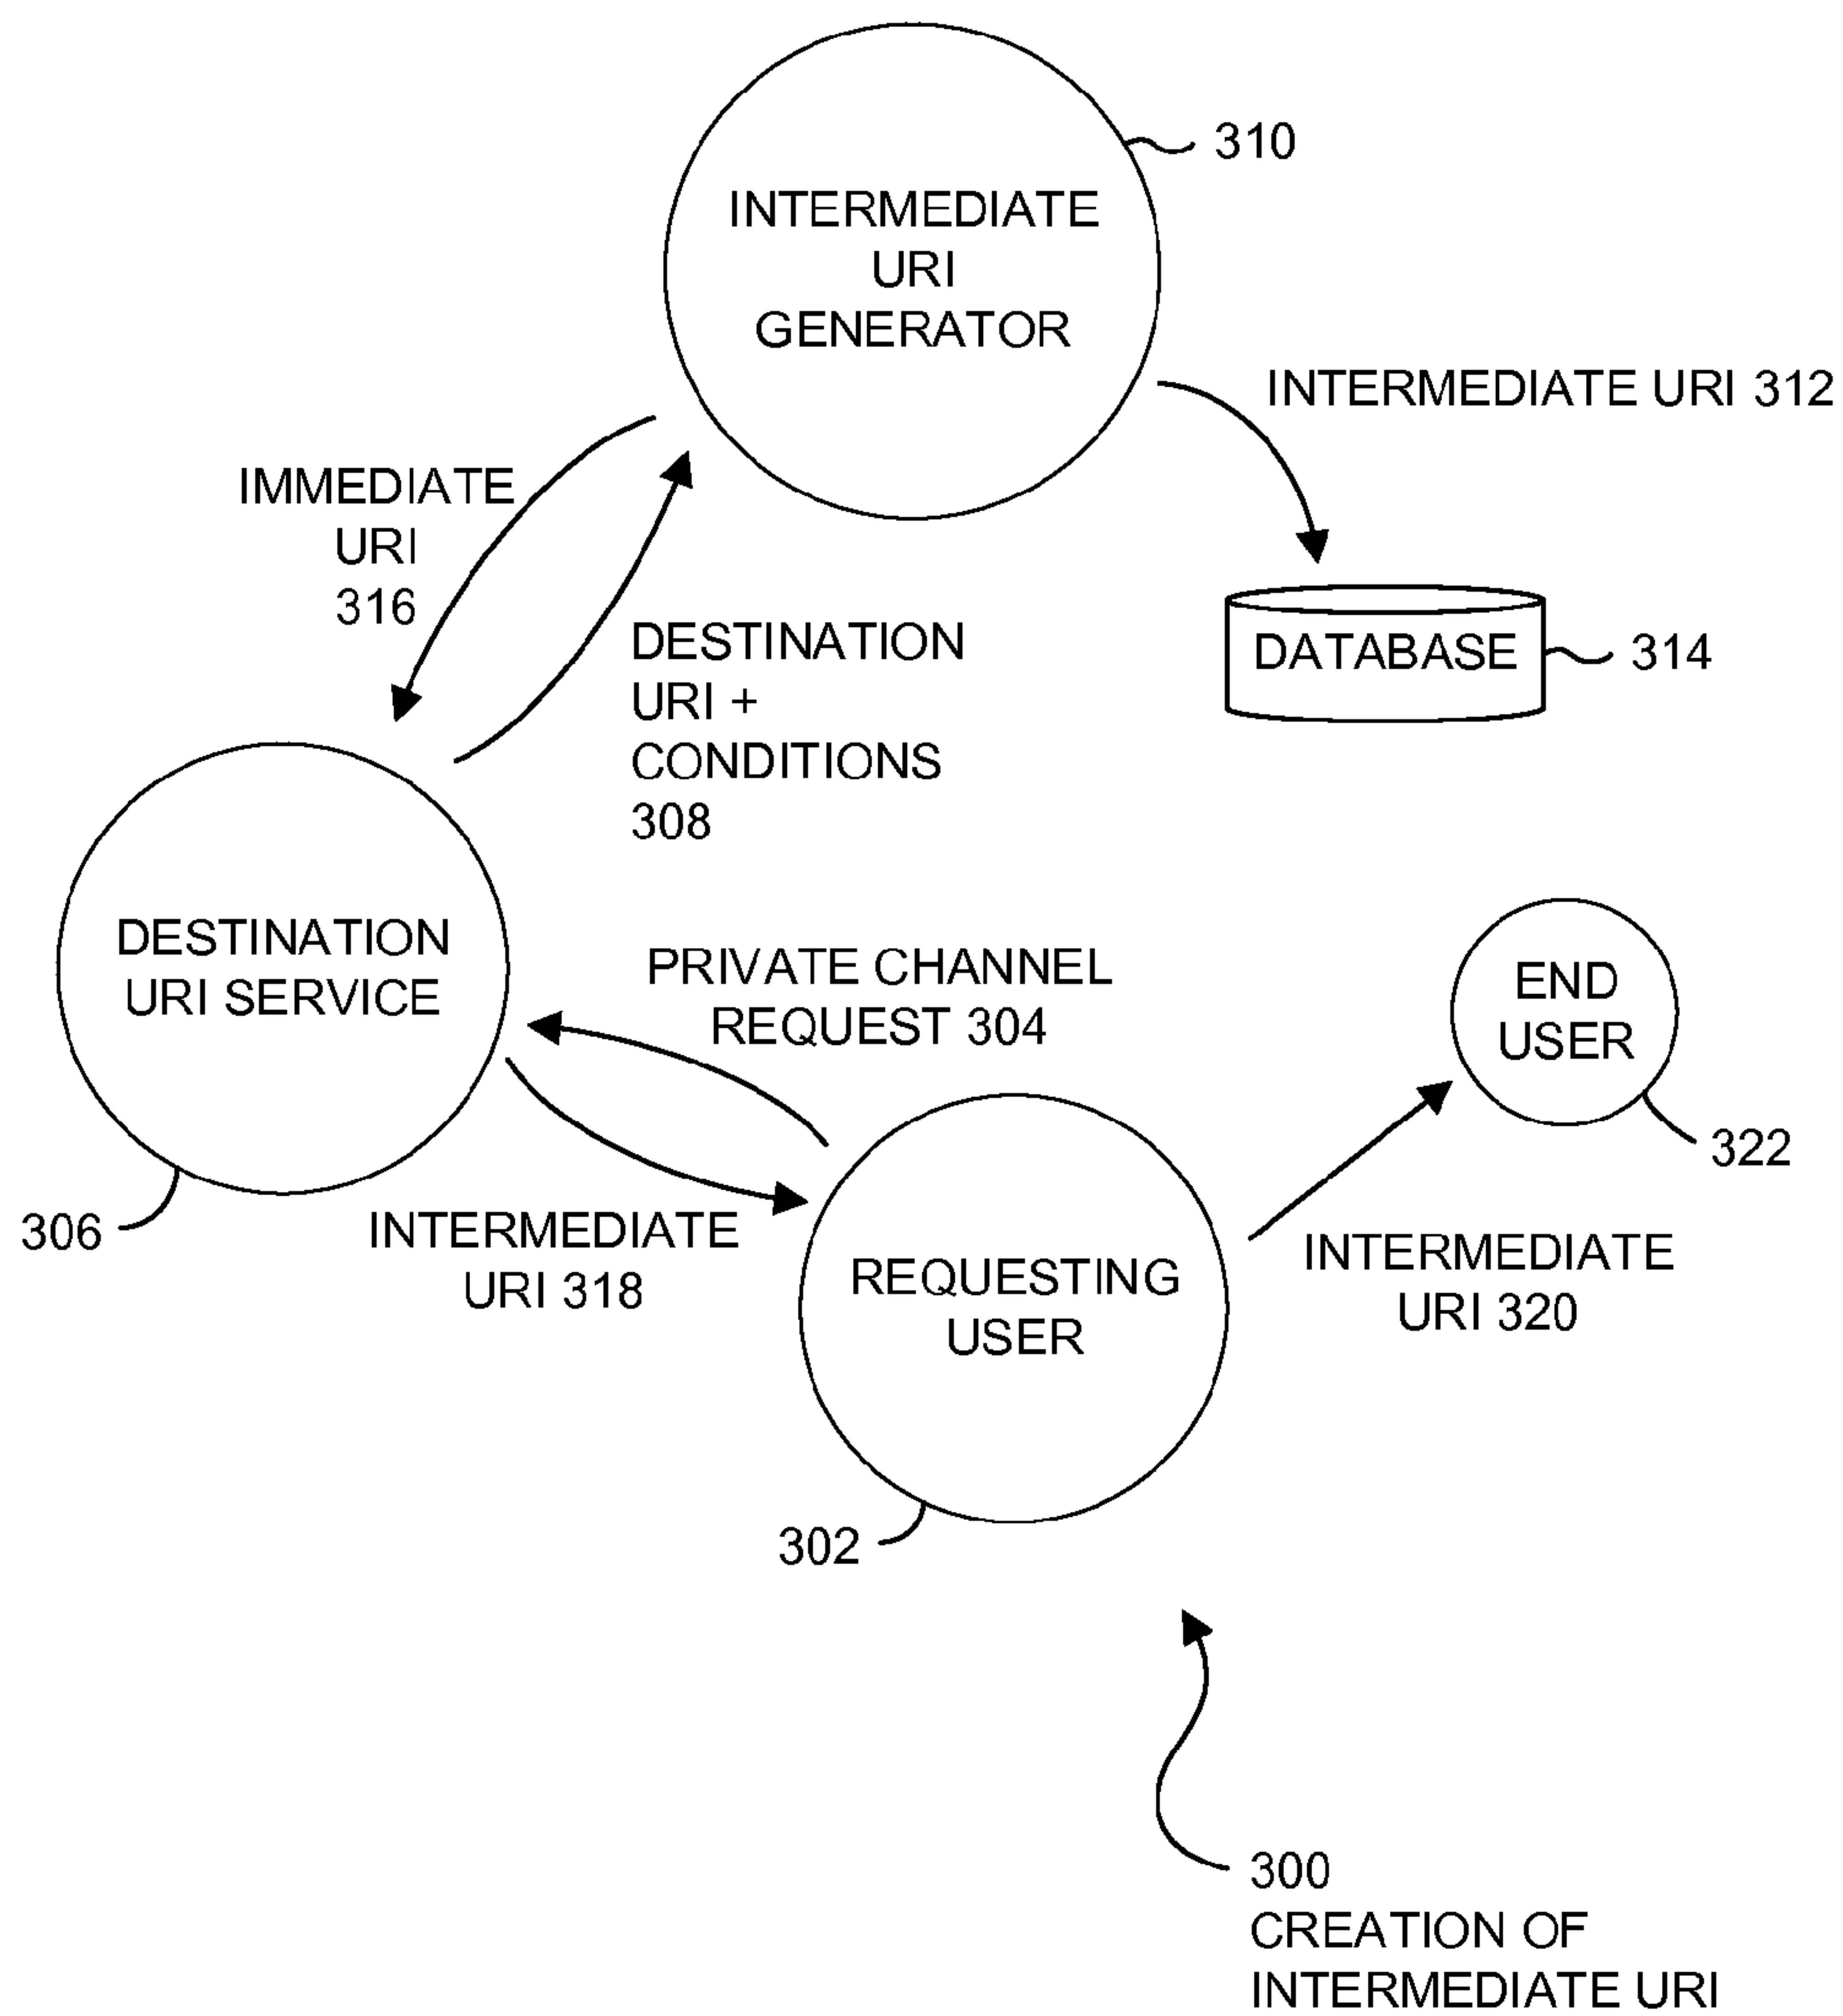 310
INTERMEDIATE
URI
GENERATOR
INTERMEDIATE URI 312
IMMEDIATE
URI
316
DESTINATION
URI +
CONDITIONS
308
DATABASE
314
DESTINATION
URI SERVICE
306
PRIVATE CHANNEL
REQUEST 304
END
USER
322
INTERMEDIATE
URI 318
REQUESTING
USER
302
INTERMEDIATE
URI 320
300
CREATION OF
INTERMEDIATE URI